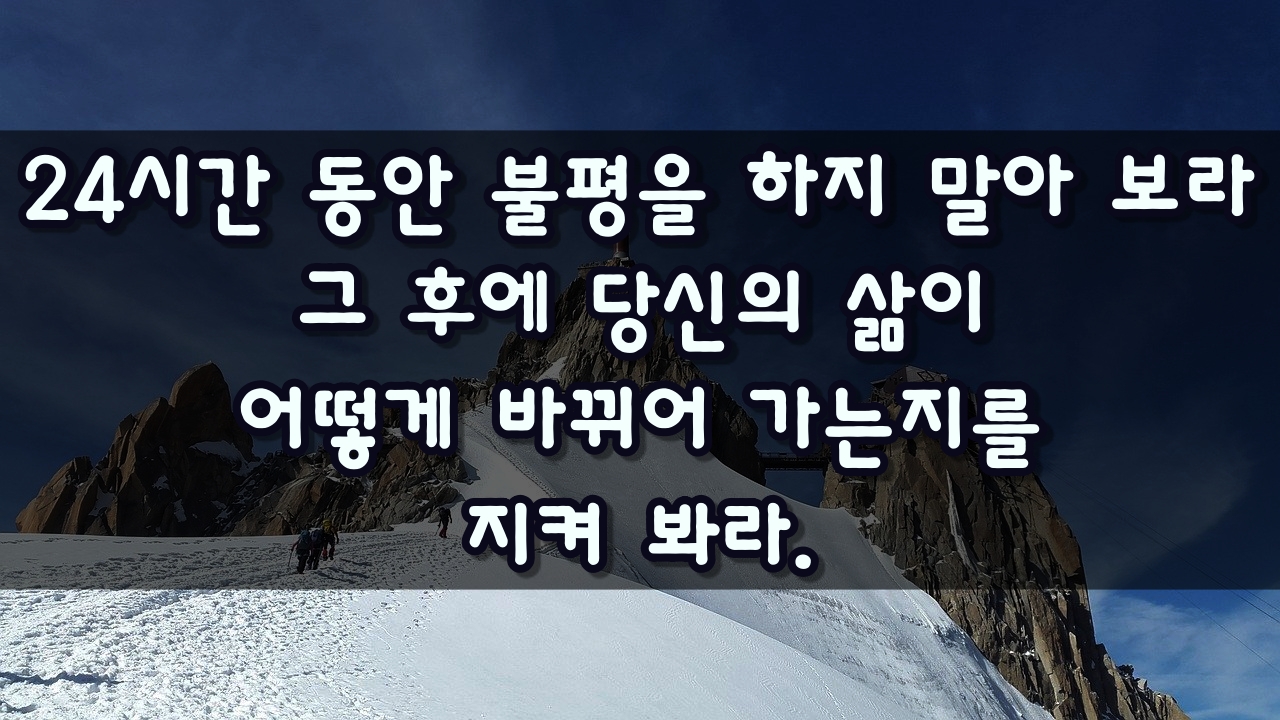 24시간 동안 불평을 하지 말아 보라
그 후에 당신의 삶이
어떻게 바뀌어 가는지를
지켜 봐라.